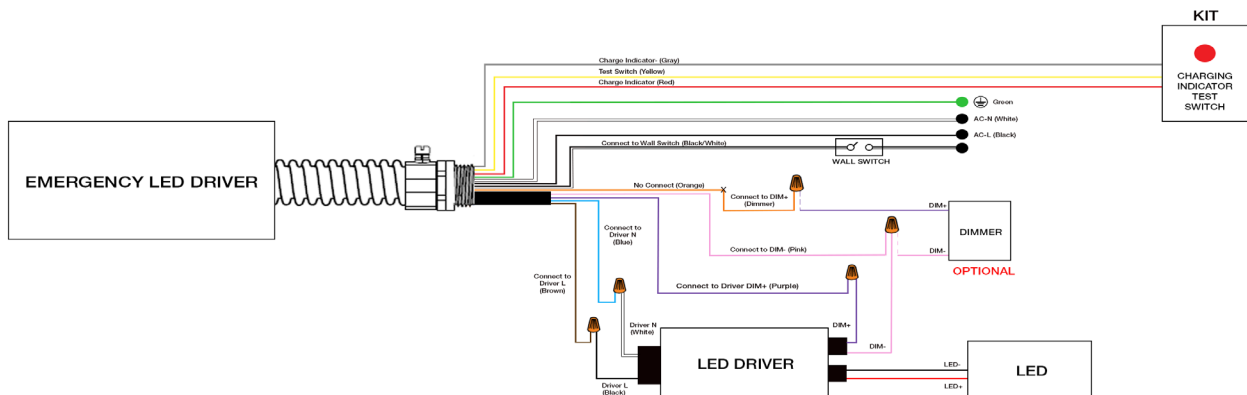 KIT
Charge Indicator- (Gray)
Test Switch (Yellow)
Charge Indicator (Red)
CHARGING
INDICATOR
TEST
SWITCH
Green
AC-N (White)
AC-L (Black)
Connect to Wall Switch (Black/White)
WALL SWITCH
EMERGENCY LED DRIVER
No Connect (Orange)
x
Connect to DIM+
(Dimmer)
DIM+
DIMMER
DIM-
OPTIONAL
Connect to
Driver N
(Blue)
Connect to DIM- (Pink)
Connect to
Driver L
(Brown)
Connect to Driver DIM+ (Purple)
Driver N
(White)
DIM+
DIM-
LED DRIVER
LED-
LED+
LED
Driver L
(Black)